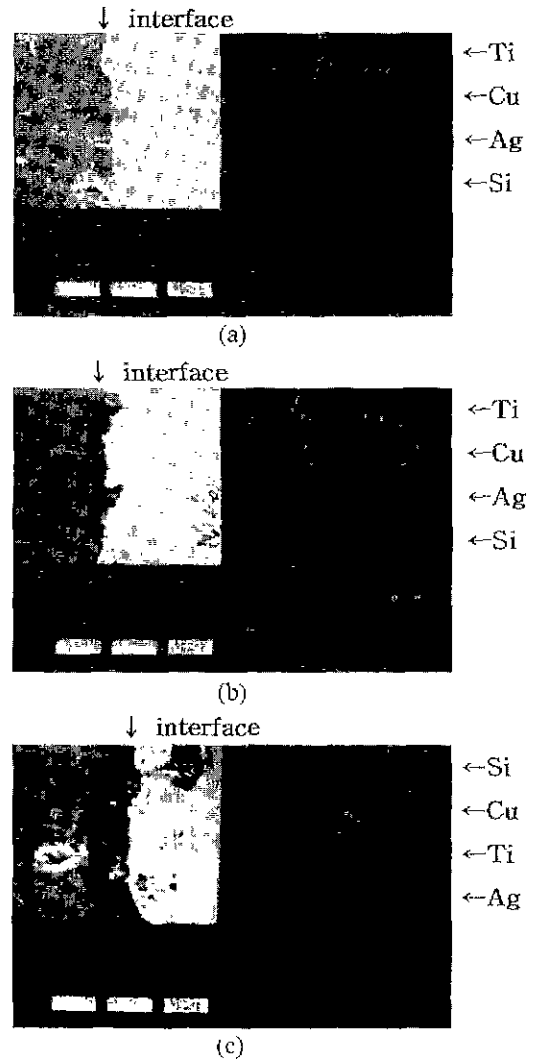 ↓ interface
←Ti
←Cu
←Ag
←Si
(a)
↓ interface
←Ti
←Cu
←Ag
←Si
(b)
↓ interface
←Si
←Cu
←Ti
←Ag
(c)